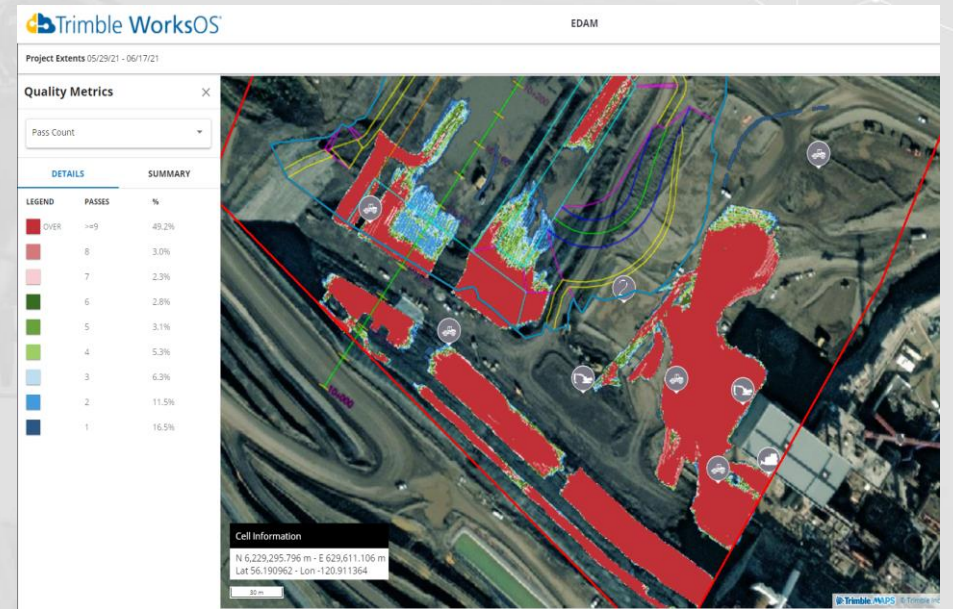 Trimble WorksOS
EDAM
Project Extents 05/29/21 - 06/17/21
Quality Metrics
Pass Count
DETAILS SUMMARY
LEGEND PASSES %
OVER >=9 49.2%
8 3.0%
7 2.3%
6 2.8%
5 3.1%
4 5.3%
3 6.3%
2 11.5%
1 16.5%
Cell Information
N 6,229,295.796 m - E 629,611.106 m
Lat 56.190962 - Lon -120.911364
30 m
Trimble MAPS © Trimble Inc